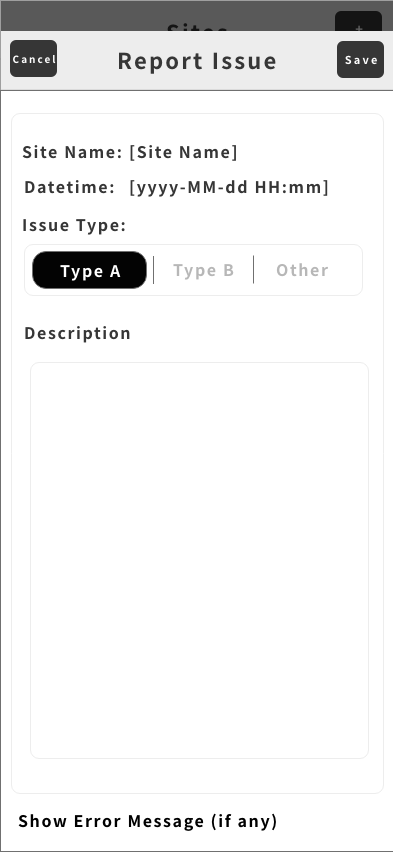 Sites
+
Cancel
Report Issue
Save
Site Name: [Site Name]
Datetime: [yyyy-MM-dd HH:mm]
Issue Type:
Type A
Type B
Other
Description
Show Error Message (if any)